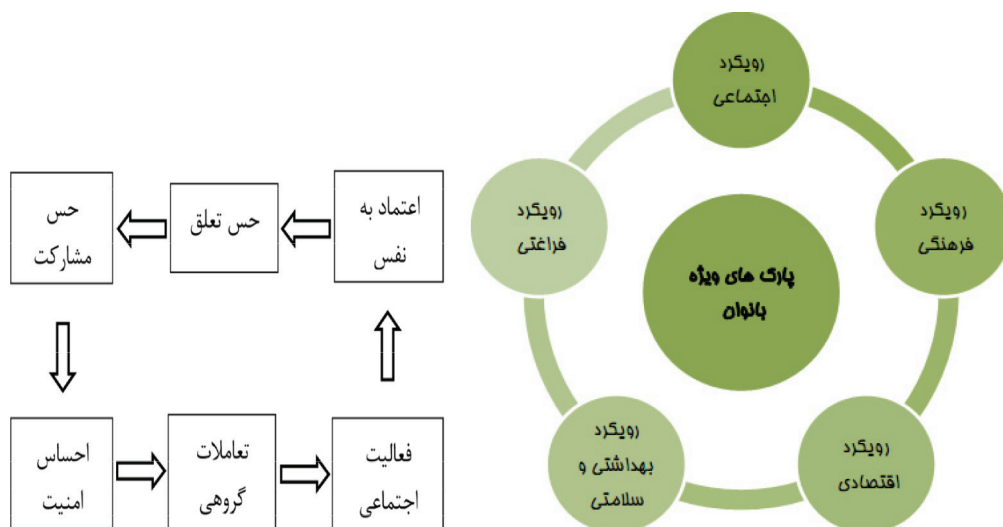 رویکرد
اجتماعی
رویکرد
فرهنگی
رویکرد
اقتصادی
رویکرد
بهداشتی و
سلامتی
رویکرد
فراغتی
پارک های ویژه
بانوان
اعتماد به
نفس
حس تعلق
حس
مشارکت
احساس
امنیت
تعاملات
گروهی
فعالیت
اجتماعی